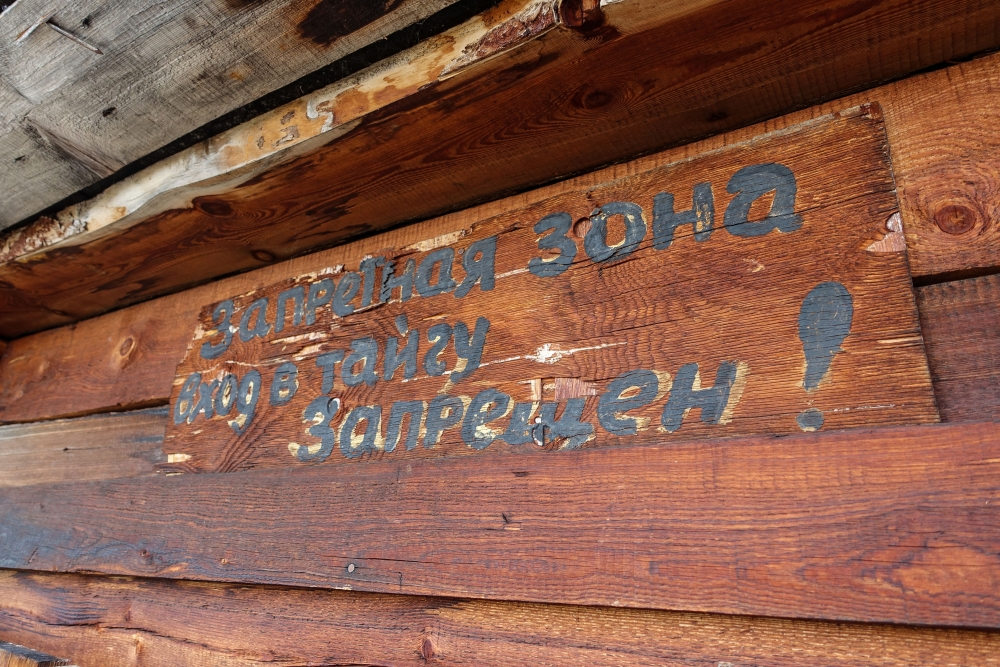 Запретная зона
вход в тайгу
Запрещен!